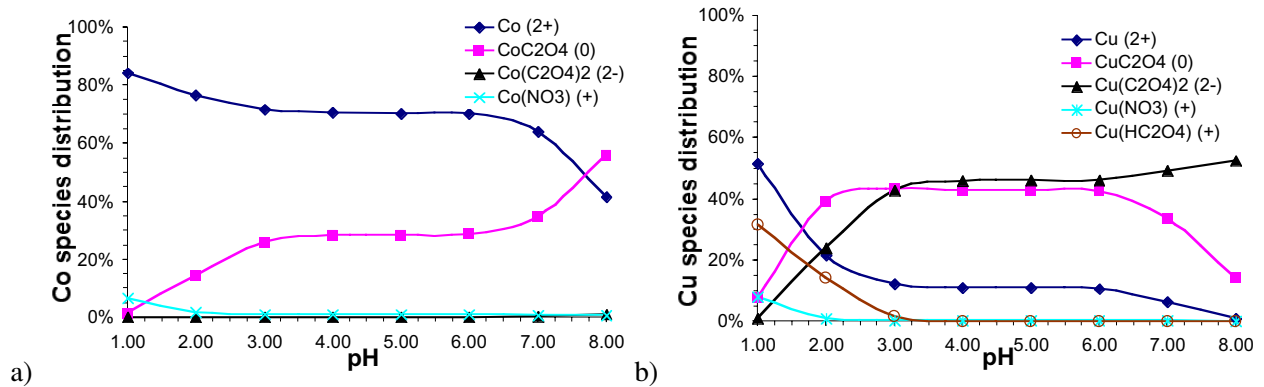 100%
80%
60%
40%
20%
0%
Co species distribution
Co (2+)
CoC2O4 (0)
Co(C2O4)2 (2-)
Co(NO3) (+)
1.00 2.00 3.00 4.00 5.00 6.00 7.00 8.00
pH
a)
100%
80%
60%
40%
20%
0%
Cu species distribution
Cu (2+)
CuC2O4 (0)
Cu(C2O4)2 (2-)
Cu(NO3) (+)
Cu(HC2O4) (+)
1.00 2.00 3.00 4.00 5.00 6.00 7.00 8.00
pH
b)